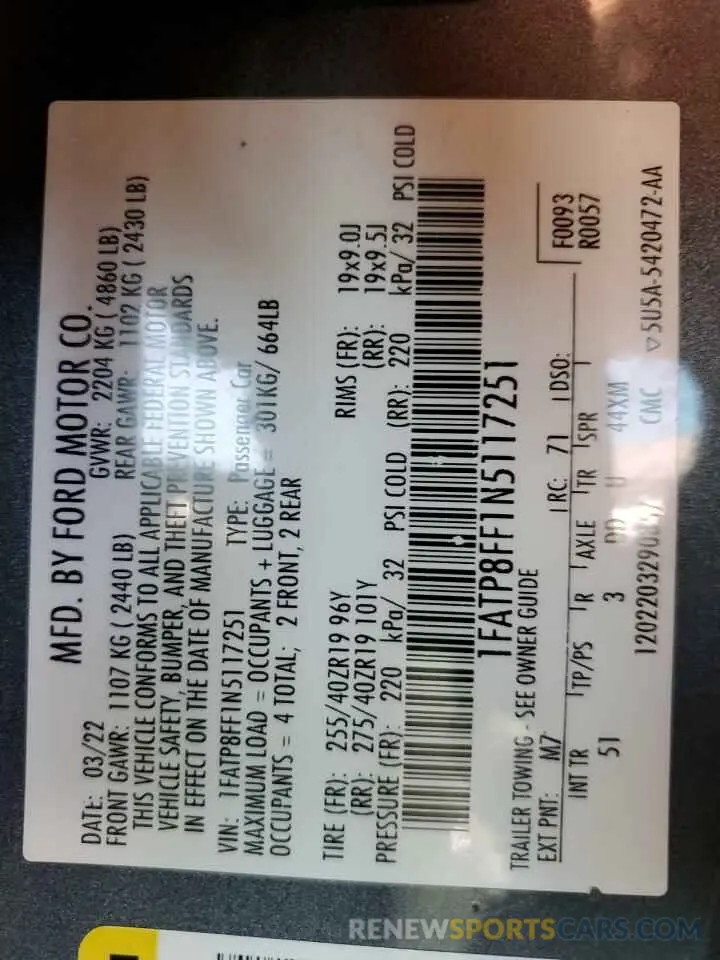 MFD. BY FORD MOTOR CO.
DATE: 03/22 GVWR: 2204 KG ( 4860 LB)
FRONT GAWR: 1107 KG ( 2440 LB) REAR GAWR: 1102 KG ( 2430 LB)
THIS VEHICLE CONFORMS TO ALL APPLICABLE FEDERAL MOTOR
VEHICLE SAFETY, BUMPER, AND THEFT PREVENTION STANDARDS
IN EFFECT ON THE DATE OF MANUFACTURE SHOWN ABOVE.
VIN: 1FATP8FF1N5117251 TYPE: Passenger Car
MAXIMUM LOAD = OCCUPANTS + LUGGAGE = 301KG/ 664LB
OCCUPANTS = 4 TOTAL; 2 FRONT, 2 REAR
TIRE (FR): 255/40ZR19 96Y RIMS (FR): 19x9.0J
(RR): 275/40ZR19 101Y (RR): 19x9.5J
PRESSURE (FR): 220 kPa/ 32 PSI COLD (RR): 220 kPa/ 32 PSI COLD
1FATP8FF1N5117251
TRAILER TOWING - SEE OWNER GUIDE
F0093
EXT PNT: M7 RC: 71 DSO: R0057
INT TR TP/PS R AXLE TR SPR
51 3 U 44XM
CMC ▽5U5A-5420472-AA
RENEWSPORTSCARS.COM